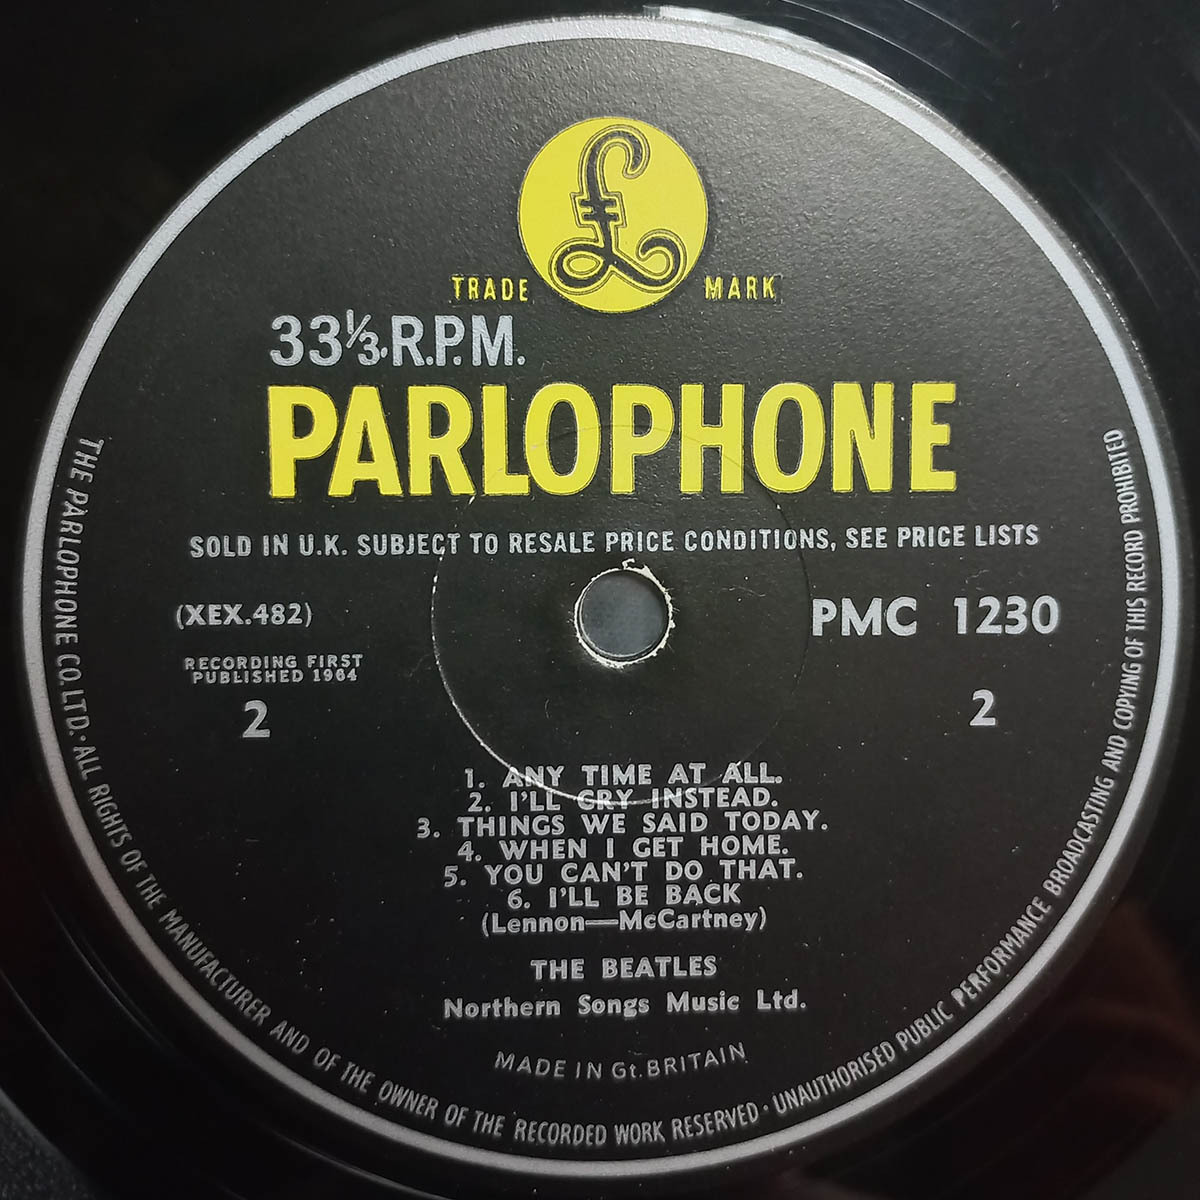 £
TRADE MARK
33⅓.R.P.M.
PARLOPHONE
SOLD IN U.K. SUBJECT TO RESALE PRICE CONDITIONS, SEE PRICE LISTS
(XEX.482)
PMC 1230
RECORDING FIRST
PUBLISHED 1964
2
2
1. ANY TIME AT ALL.
2. I'LL CRY INSTEAD.
3. THINGS WE SAID TODAY.
4. WHEN I GET HOME.
5. YOU CAN'T DO THAT.
6. I'LL BE BACK
(Lennon—McCartney)
THE BEATLES
Northern Songs Music Ltd.
MADE IN Gt. BRITAIN
THE PARLOPHONE CO. LTD. · ALL RIGHTS OF THE MANUFACTURER AND OF THE OWNER OF THE RECORDED WORK RESERVED · UNAUTHORISED PUBLIC PERFORMANCE BROADCASTING AND COPYING OF THIS RECORD PROHIBITED